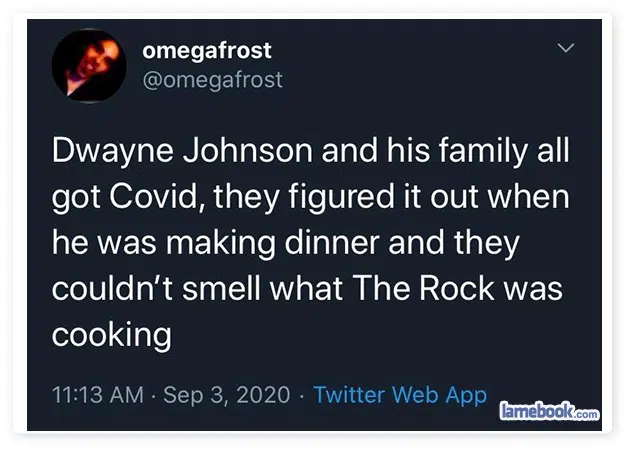 omegafrost
@omegafrost
Dwayne Johnson and his family all
got Covid, they figured it out when
he was making dinner and they
couldn’t smell what The Rock was
cooking
11:13 AM · Sep 3, 2020 · Twitter Web App
lamebook.com